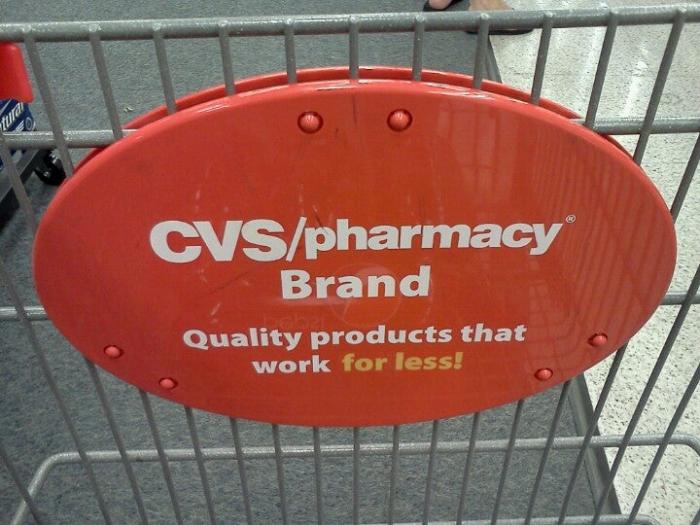 CVS/pharmacy®
Brand
Quality products that
work for less!